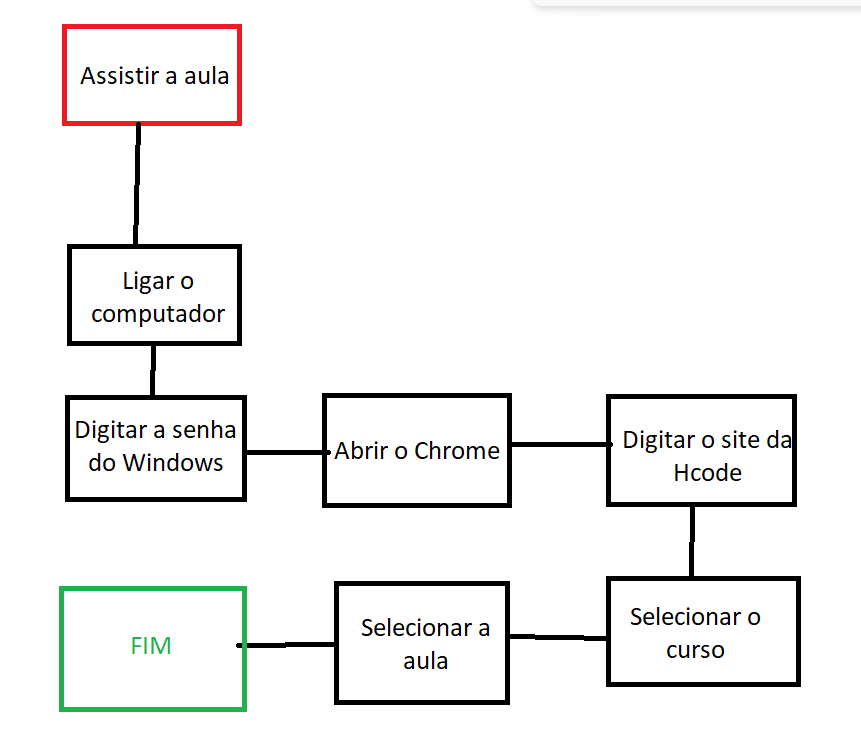 Assistir a aula
Ligar o
computador
Digitar a senha
do Windows
Abrir o Chrome
Digitar o site da
Hcode
Selecionar o
curso
Selecionar a
aula
FIM